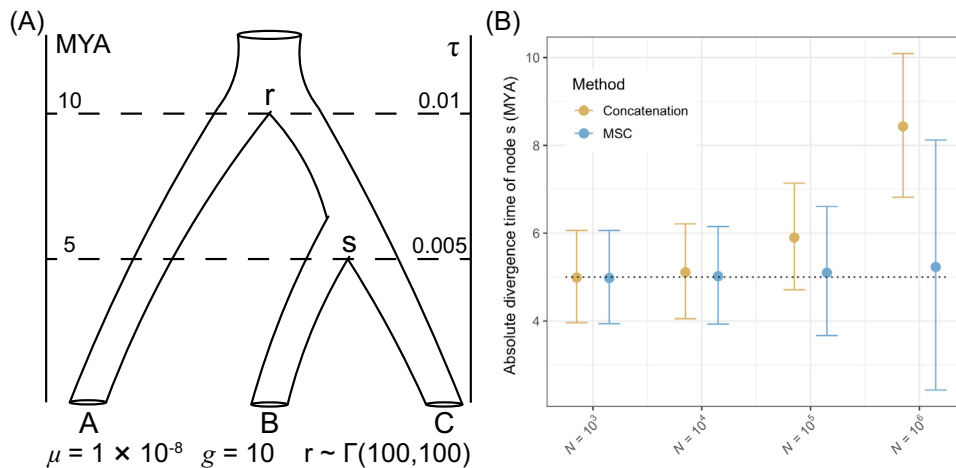 (A)
MYA
τ
r
10
0.01
s
5
0.005
A
B
C
μ = 1 × 10⁻⁸ g = 10 r ~ Γ(100,100)
(B)
Absolute divergence time of node s (MYA)
10
8
6
4
Method
Concatenation
MSC
N = 10³
N = 10⁴
N = 10⁵
N = 10⁶